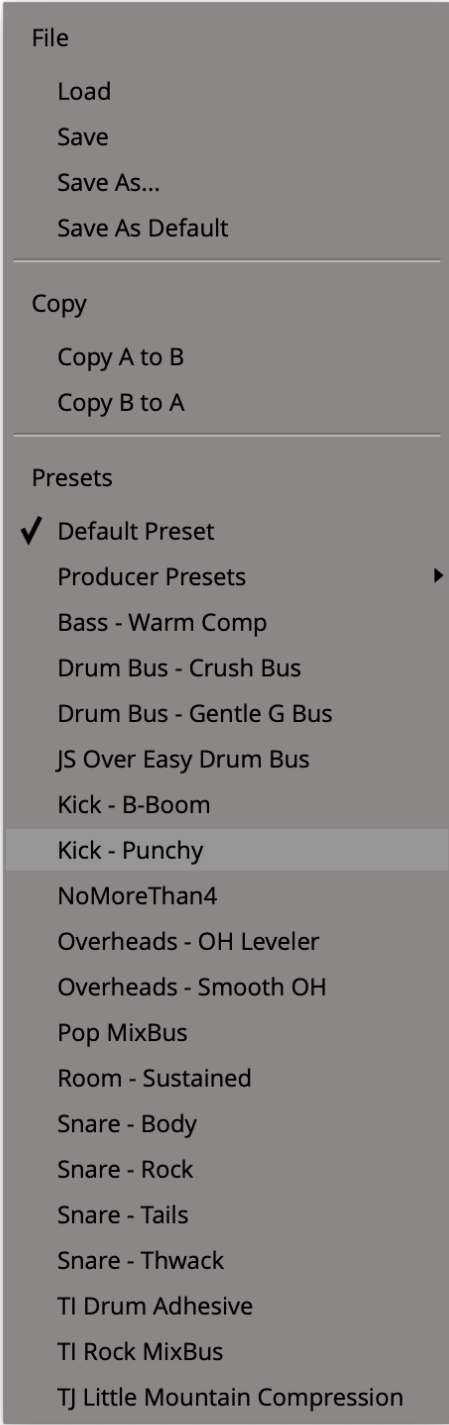 File
Load
Save
Save As...
Save As Default
Copy
Copy A to B
Copy B to A
Presets
Default Preset
Producer Presets
Bass - Warm Comp
Drum Bus - Crush Bus
Drum Bus - Gentle G Bus
JS Over Easy Drum Bus
Kick - B-Boom
Kick - Punchy
NoMoreThan4
Overheads - OH Leveler
Overheads - Smooth OH
Pop MixBus
Room - Sustained
Snare - Body
Snare - Rock
Snare - Tails
Snare - Thwack
TI Drum Adhesive
TI Rock MixBus
TJ Little Mountain Compression